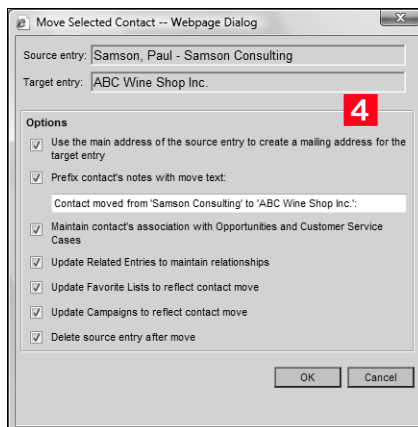 Move Selected Contact -- Webpage Dialog
X
Source entry: Samson, Paul - Samson Consulting
Target entry: ABC Wine Shop Inc.
4
Options
Use the main address of the source entry to create a mailing address for the
target entry
Prefix contact's notes with move text:
Contact moved from 'Samson Consulting' to 'ABC Wine Shop Inc.':
Maintain contact's association with Opportunities and Customer Service
Cases
Update Related Entries to maintain relationships
Update Favorite Lists to reflect contact move
Update Campaigns to reflect contact move
Delete source entry after move
OK Cancel